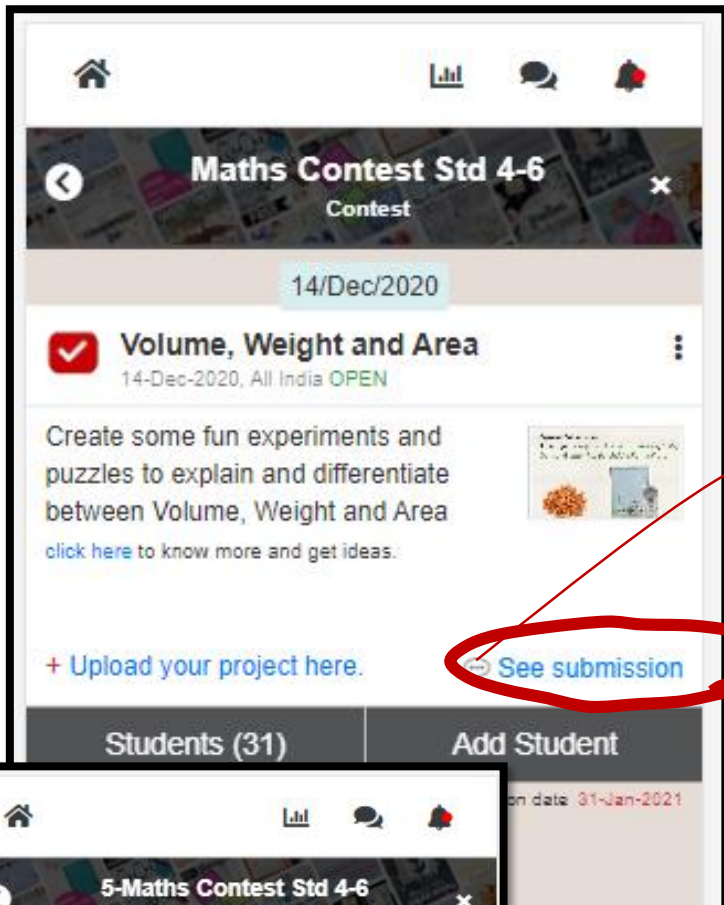 Maths Contest Std 4-6
Contest
14/Dec/2020
Volume, Weight and Area
14-Dec-2020, All India OPEN
Create some fun experiments and
puzzles to explain and differentiate
between Volume, Weight and Area
click here to know more and get ideas.
+ Upload your project here.
See submission
Students (31)
Add Student
on date 31-Jan-2021
5-Maths Contest Std 4-6